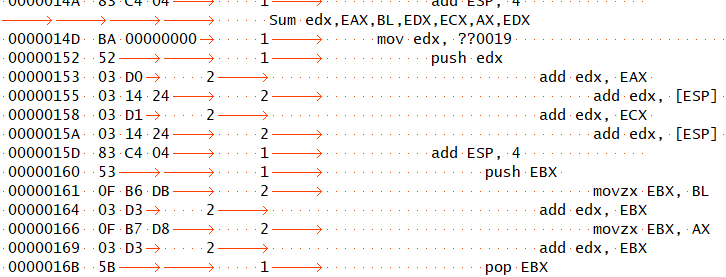 0000014A 83 C4 04 1 add ESP, 4
Sum edx,EAX,BL,EDX,ECX,AX,EDX
0000014D BA 00000000 1 mov edx, ??0019
00000152 52 1 push edx
00000153 03 D0 2 add edx, EAX
00000155 03 14 24 2 add edx, [ESP]
00000158 03 D1 2 add edx, ECX
0000015A 03 14 24 2 add edx, [ESP]
0000015D 83 C4 04 1 add ESP, 4
00000160 53 1 push EBX
00000161 0F B6 DB 2 movzx EBX, BL
00000164 03 D3 2 add edx, EBX
00000166 0F B7 D8 2 movzx EBX, AX
00000169 03 D3 2 add edx, EBX
0000016B 5B 1 pop EBX